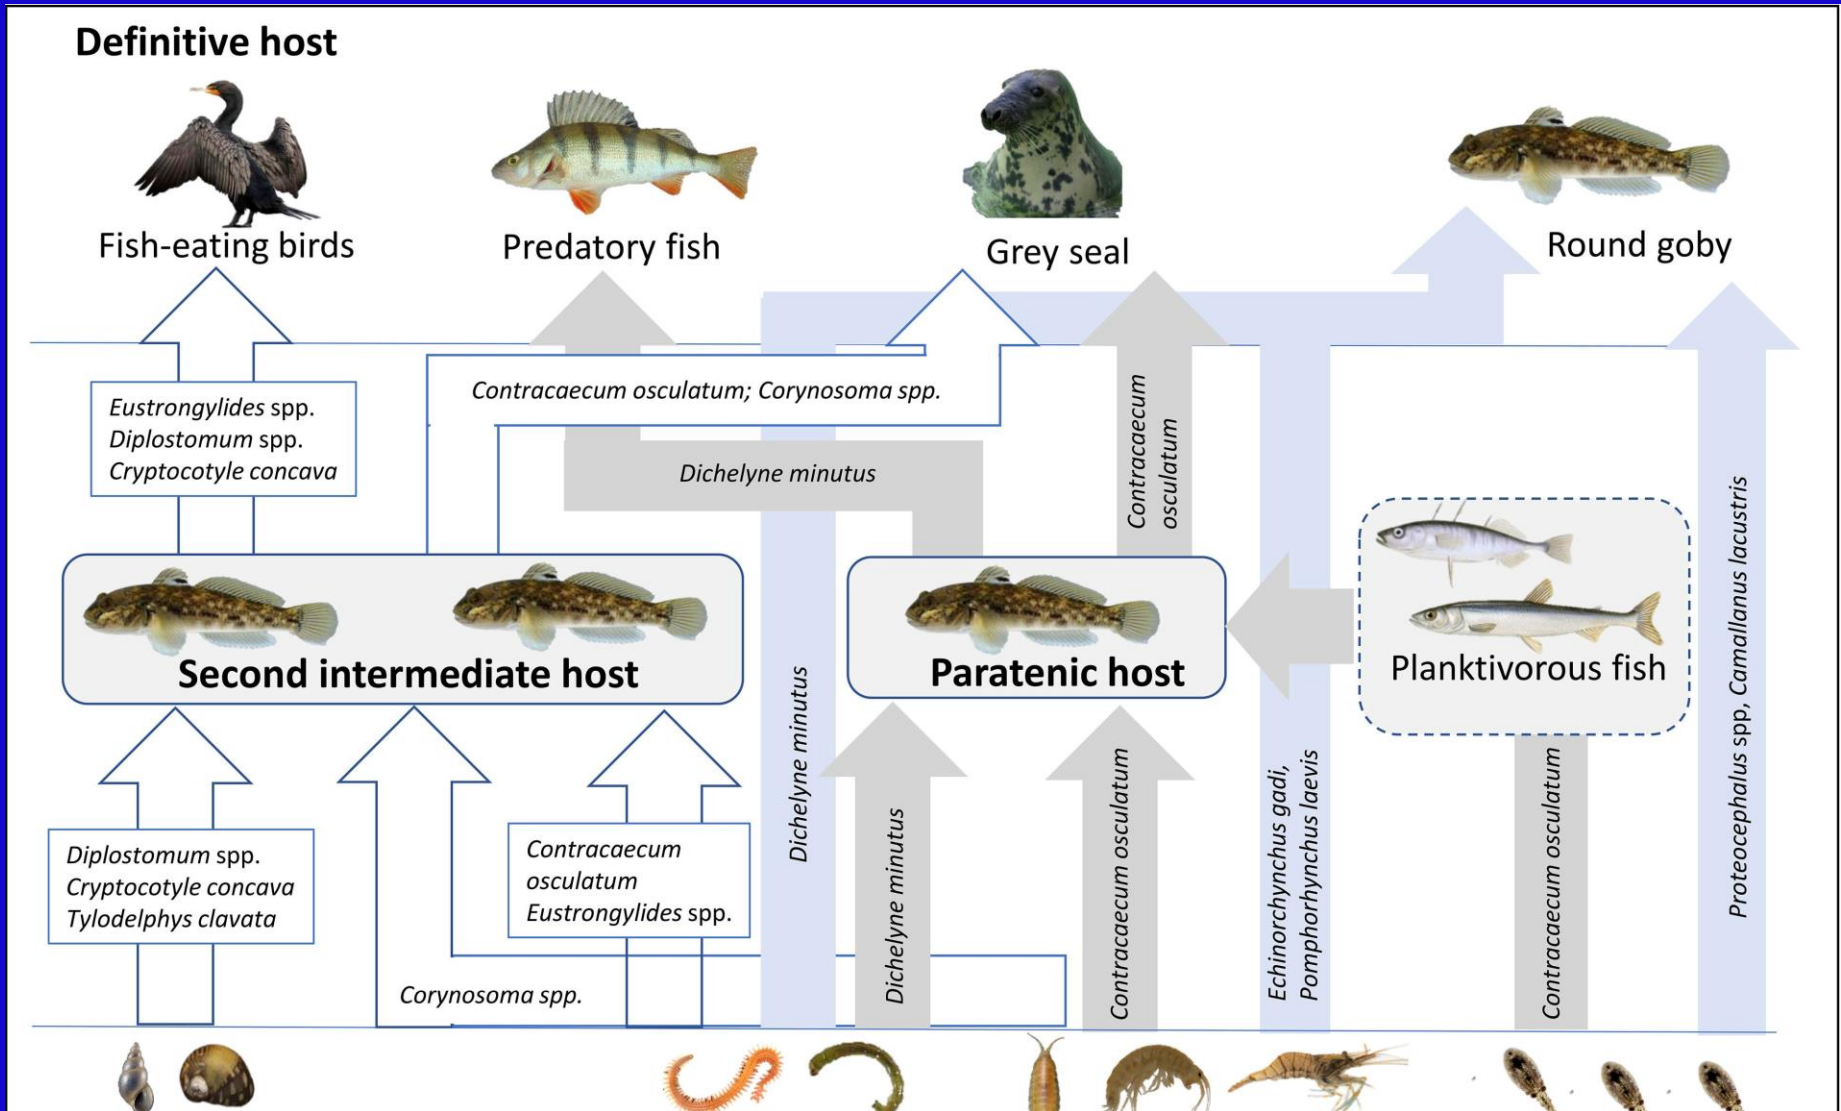 Definitive host
Fish-eating birds
Predatory fish
Grey seal
Round goby
Eustrongylides spp.
Diplostomum spp.
Cryptocotyle concava
Contracaecum osculatum; Corynosoma spp.
Dichelyne minutus
Contracaecum
osculatum
Second intermediate host
Paratenic host
Planktivorous fish
Diplostomum spp.
Cryptocotyle concava
Tylodelphys clavata
Corynosoma spp.
Contracaecum
osculatum
Eustrongylides spp.
Dichelyne minutus
Dichelyne minutus
Contracaecum osculatum
Echinorchynchus gadi,
Pomphorhynchus laevis
Contracaecum osculatum
Proteocephalus spp, Camallanus lacustris